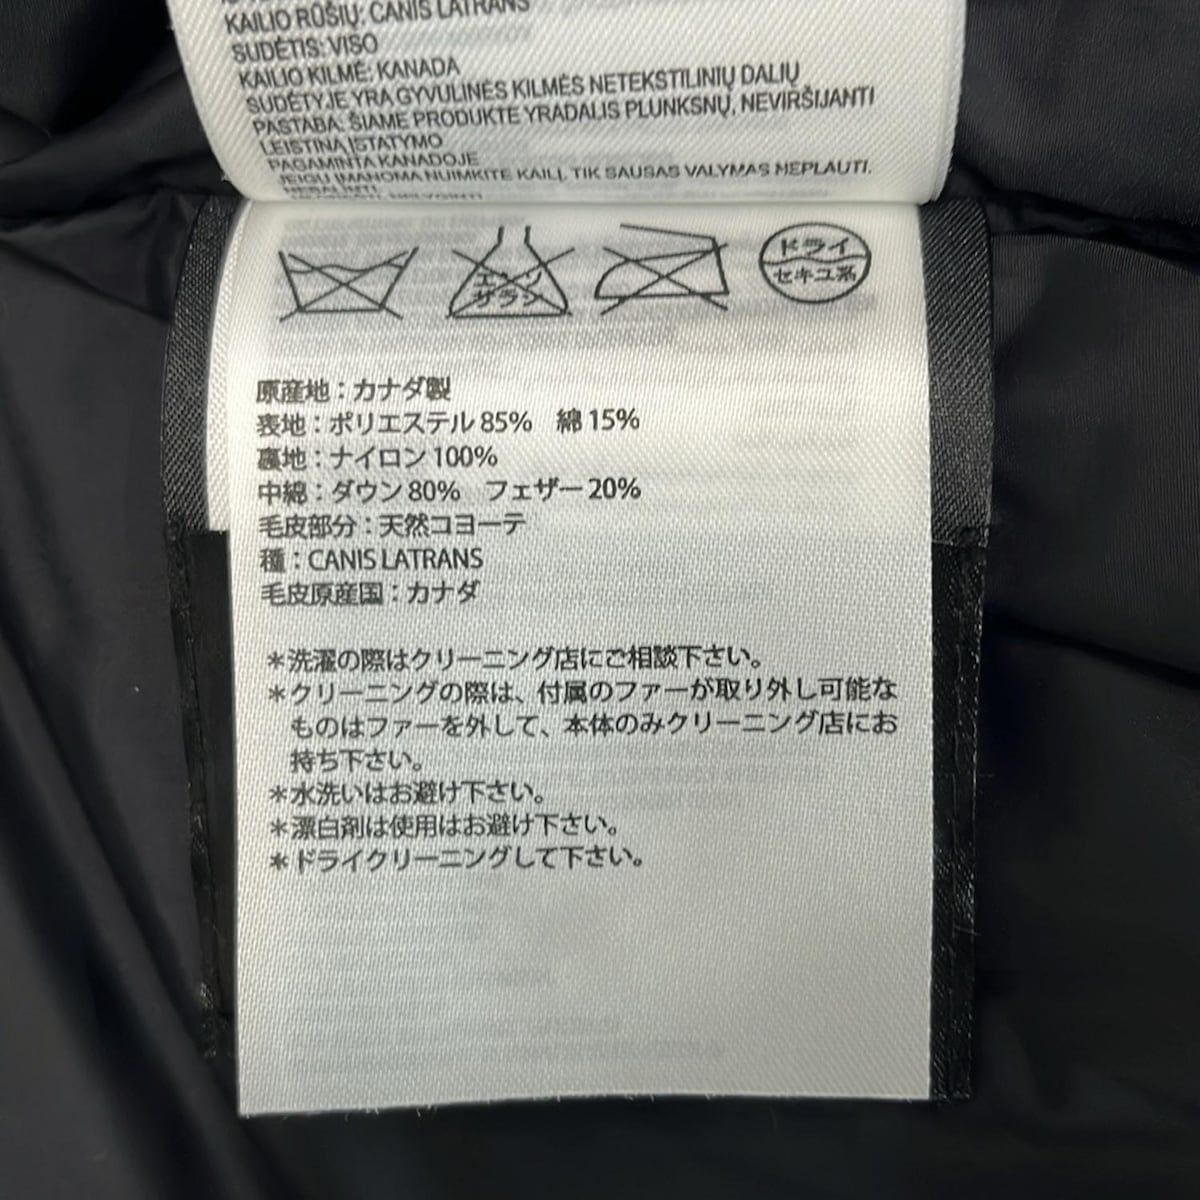 KAILIO RŪŠIŲ: CANIS LATRANS
SUDĖTIS: VISO
KAILIO KILMĖ: KANADA
SUDĖTYJE YRA GYVULINĖS KILMĖS NETEKSTILINIŲ DALIŲ
PASTABA: ŠIAME PRODUKTE YRADALIS PLUNKSNŲ, NEVIRŠIJANTI
LEISTINA ĮSTATYMO
PAGAMINTA KANADOJE
JEIGU ĮMANOMA NUIMKITE KAILĮ, TIK SAUSAS VALYMAS NEPLAUTI.
エンソ
サラシ
ドライ
セキユ系
原産地：カナダ製
表地：ポリエステル 85%　綿 15%
裏地：ナイロン 100%
中綿：ダウン 80%　フェザー 20%
毛皮部分：天然コヨーテ
種：CANIS LATRANS
毛皮原産国：カナダ
＊洗濯の際はクリーニング店にご相談下さい。
＊クリーニングの際は、付属のファーが取り外し可能な
ものはファーを外して、本体のみクリーニング店にお
持ち下さい。
＊水洗いはお避け下さい。
＊漂白剤は使用はお避け下さい。
＊ドライクリーニングして下さい。